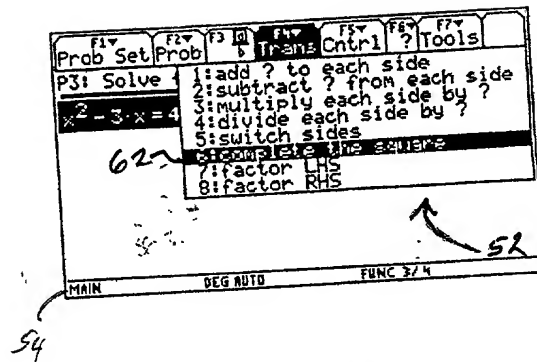 F1 F2 F3 F4 F5 F6 F7
Prob Set Prob a/b Trans Cntrl ? Tools
P3: Solve
1:add ? to each side
2:subtract ? from each side
3:multiply each side by ?
4:divide each side by ?
5:switch sides
x²-3·x=4
6:complete the square
62
7:factor LHS
8:factor RHS
52
MAIN DEG AUTO FUNC 3/4
54